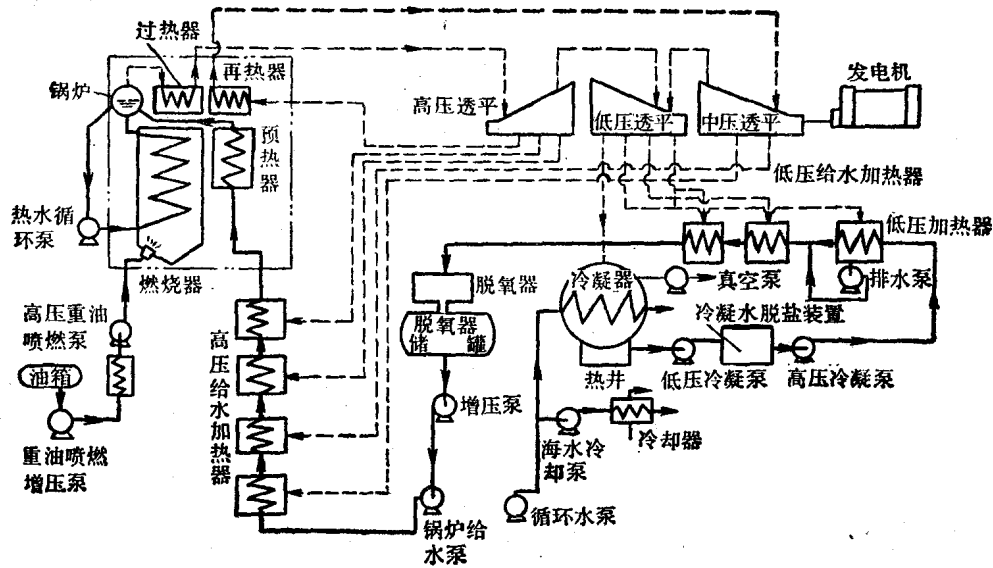 过热器
再热器
锅炉
预热器
热水循
环泵
燃烧器
高压重油
喷燃泵
油箱
重油喷燃
增压泵
高压给水加热器
高压透平
低压透平
中压透平
发电机
低压给水加热器
低压加热器
脱氧器
脱氧器
储 罐
增压泵
锅炉给
水泵
冷凝器
真空泵
排水泵
冷凝水脱盐装置
热井
低压冷凝泵
高压冷凝泵
海水冷
却泵
冷却器
循环水泵